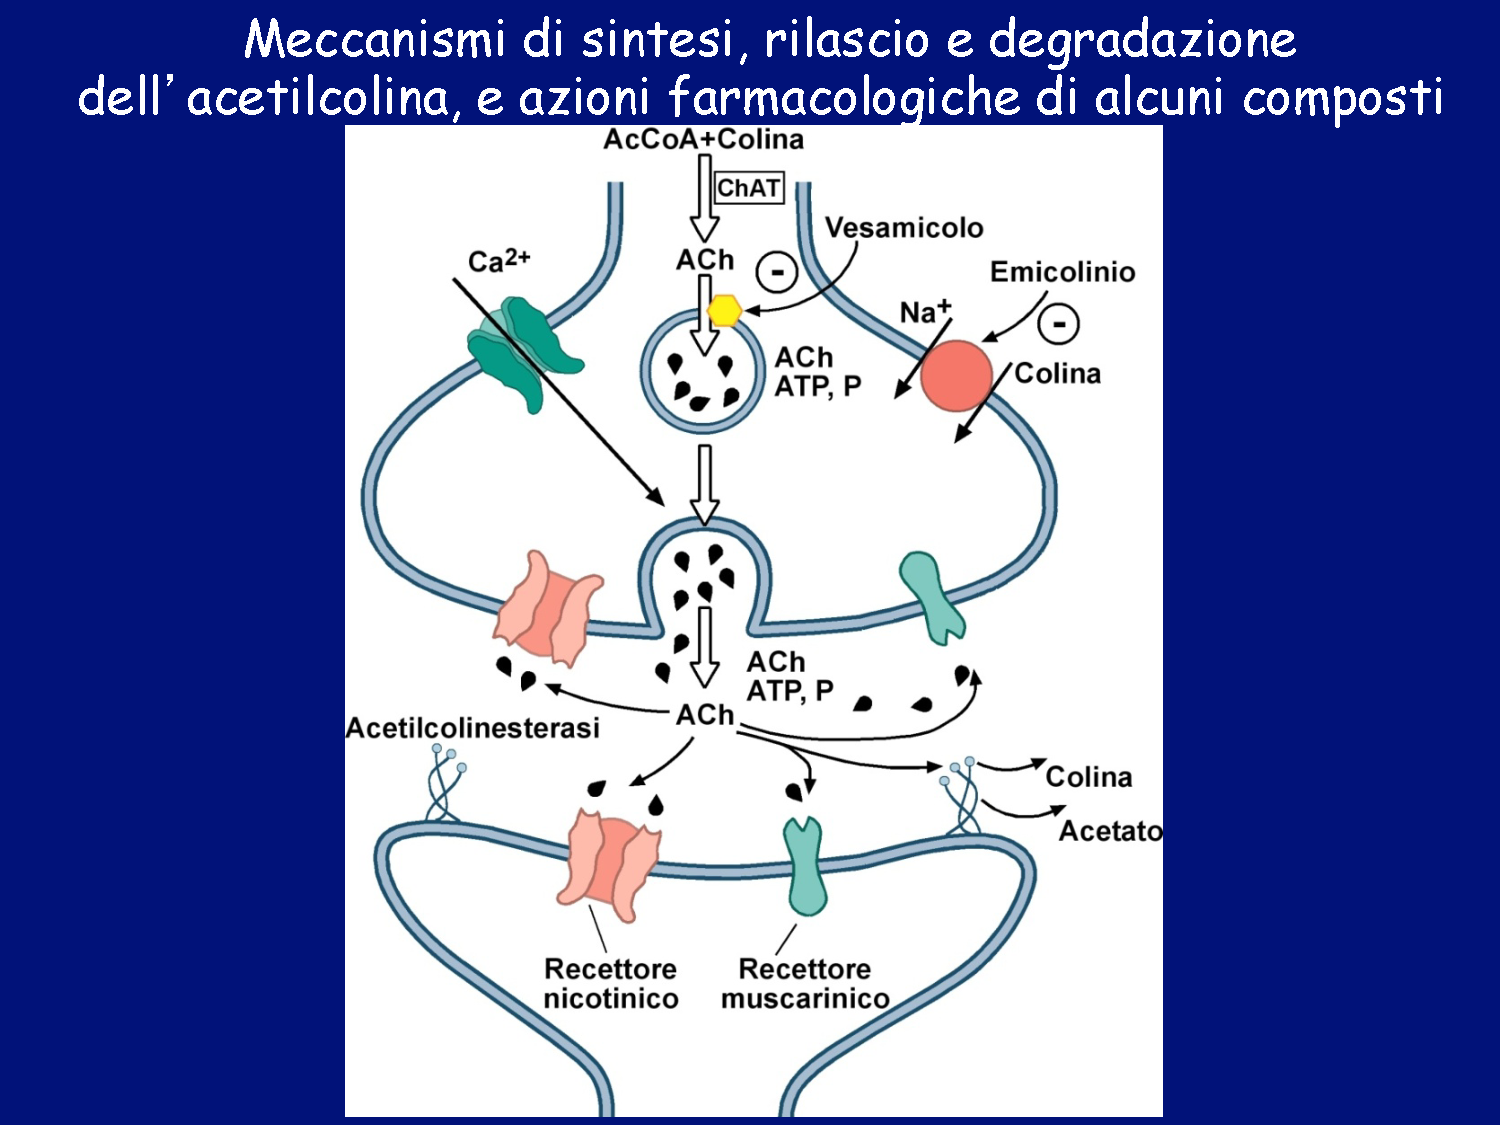 Meccanismi di sintesi, rilascio e degradazione
dell’acetilcolina, e azioni farmacologiche di alcuni composti
AcCoA+Colina
ChAT
Vesamicolo
Ca2+
ACh
-
Emicolinio
Na+
-
ACh
ATP, P
Colina
ACh
ATP, P
ACh
Acetilcolinesterasi
Colina
Acetato
Recettore
nicotinico
Recettore
muscarinico